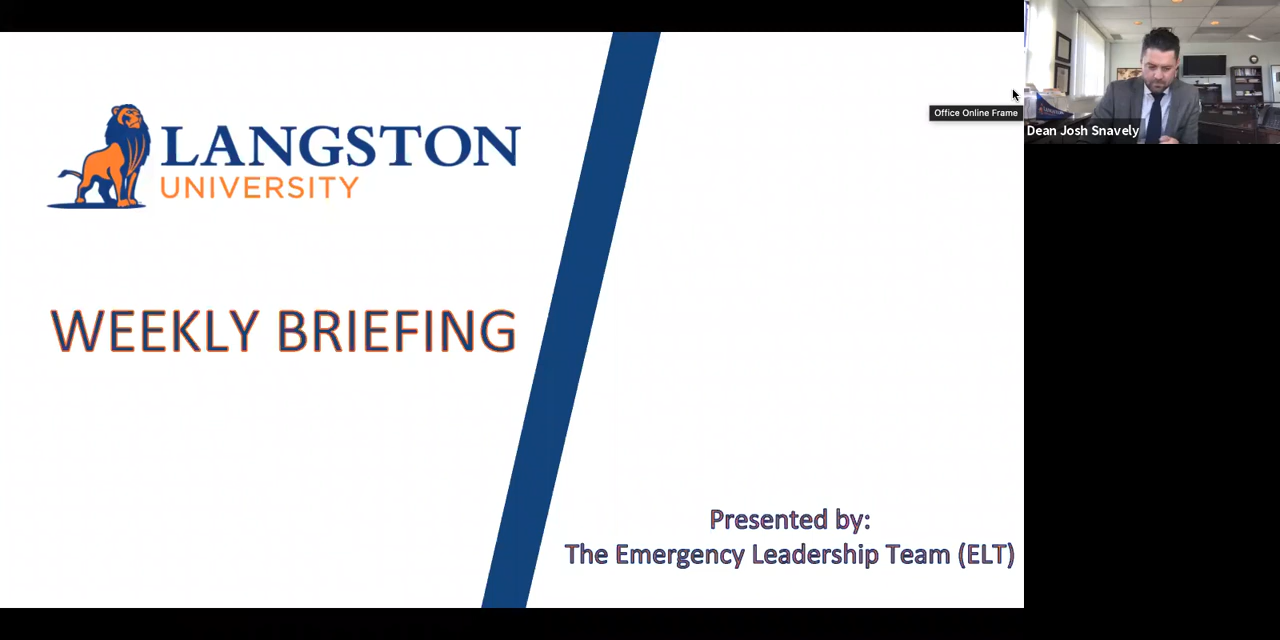 LANGSTON
UNIVERSITY
WEEKLY BRIEFING
Presented by:
The Emergency Leadership Team (ELT)
Office Online Frame
Dean Josh Snavely